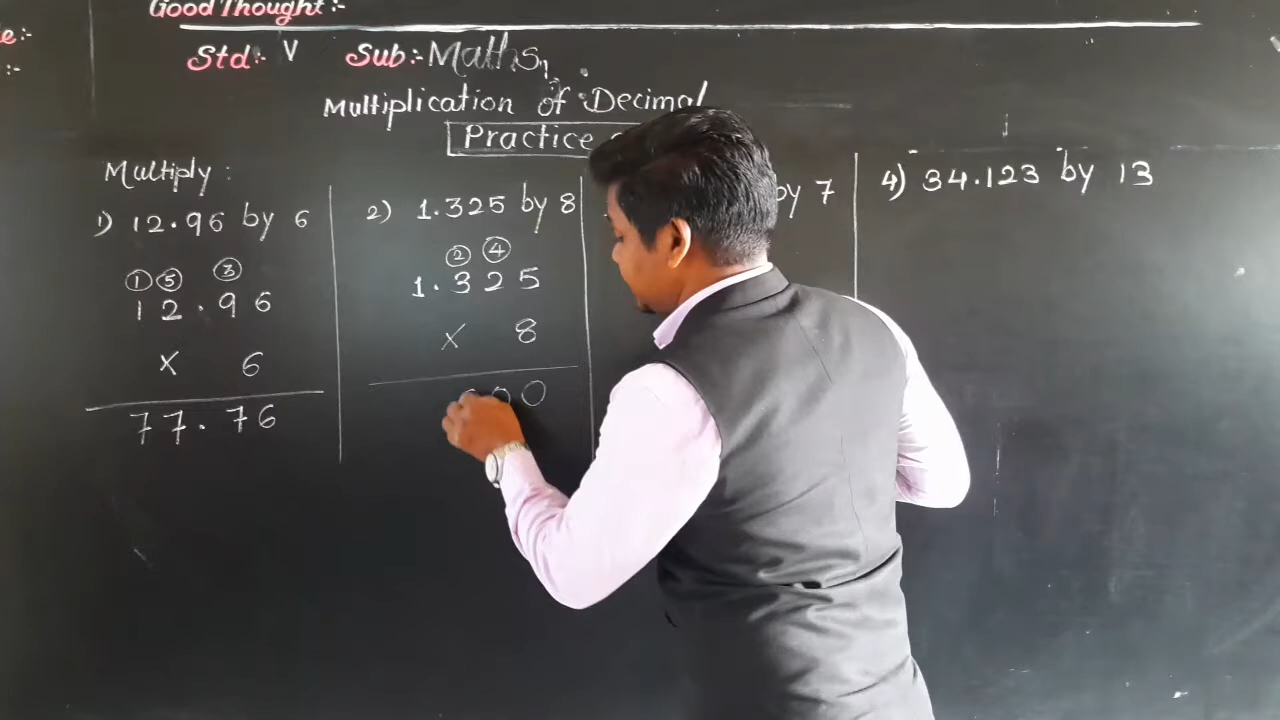 Good Thought:-
e:-
:-
Std:- V Sub:- Maths
Multiplication of Decimal
Practice
Multiply:
1) 12.96 by 6
① ⑤ ③
12.96
× 6
77.76
2) 1.325 by 8
② ④
1.325
× 8
000
by 7
4) 34.123 by 13